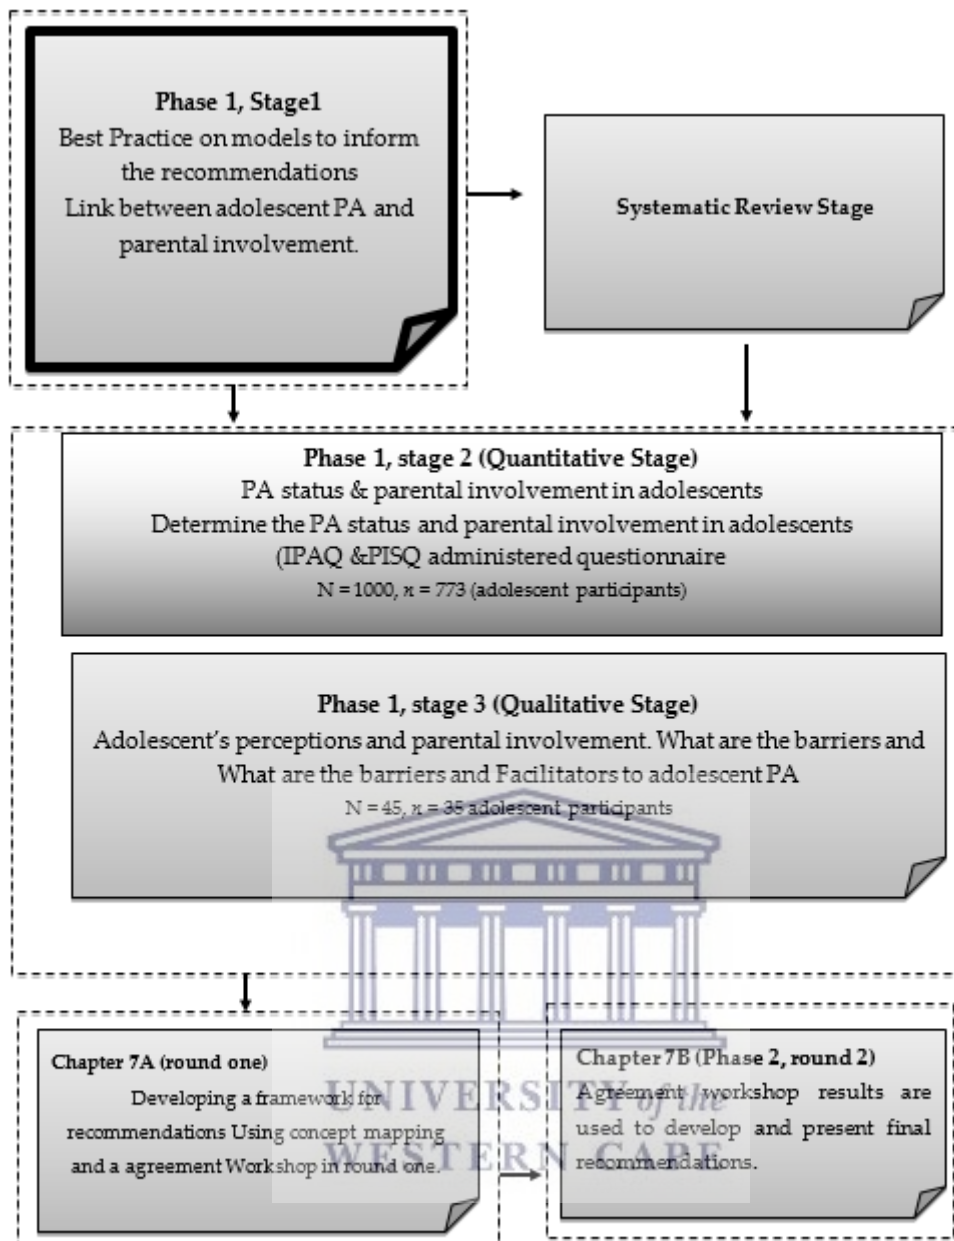 Phase 1, Stage1
Best Practice on models to inform
the recommendations
Link between adolescent PA and
parental involvement.
Systematic Review Stage
Phase 1, stage 2 (Quantitative Stage)
PA status & parental involvement in adolescents
Determine the PA status and parental involvement in adolescents
(IPAQ &PISQ administered questionnaire
N = 1000, n = 773 (adolescent participants)
Phase 1, stage 3 (Qualitative Stage)
Adolescent's perceptions and parental involvement. What are the barriers and
What are the barriers and Facilitators to adolescent PA
N = 45, n = 35 adolescent participants
Chapter 7A (round one)
Developing a framework for
recommendations Using concept mapping
and a agreement Workshop in round one.
Chapter 7B (Phase 2, round 2)
Agreement workshop results are
used to develop and present final
recommendations.
UNIVERSITY of the
WESTERN CAPE